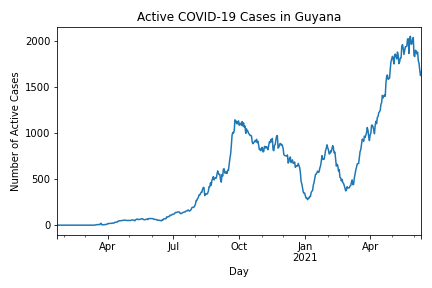 Active COVID-19 Cases in Guyana
2000
1500
1000
500
0
Number of Active Cases
Apr Jul Oct Jan Apr
2021
Day